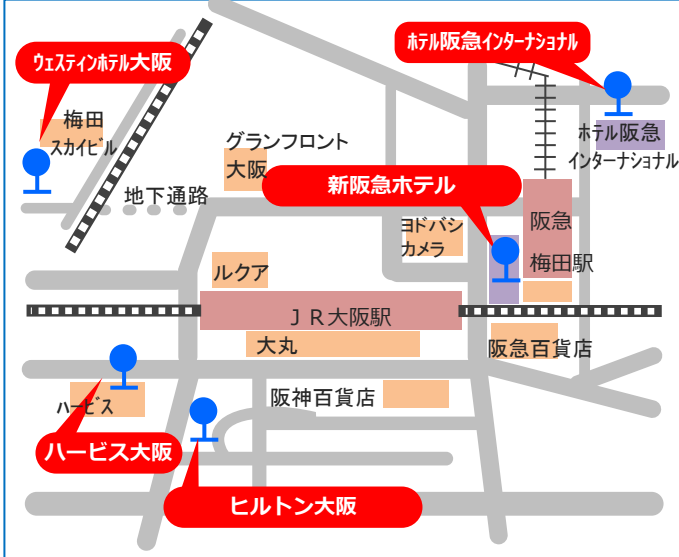 ホテル阪急インターナショナル
ウェスティンホテル大阪
梅田
スカイビル
ホテル阪急
インターナショナル
グランフロント
大阪
地下通路
新阪急ホテル
阪急
梅田駅
ヨドバシ
カメラ
ルクア
ＪＲ大阪駅
大丸
阪急百貨店
阪神百貨店
ハービス
ハービス大阪
ヒルトン大阪